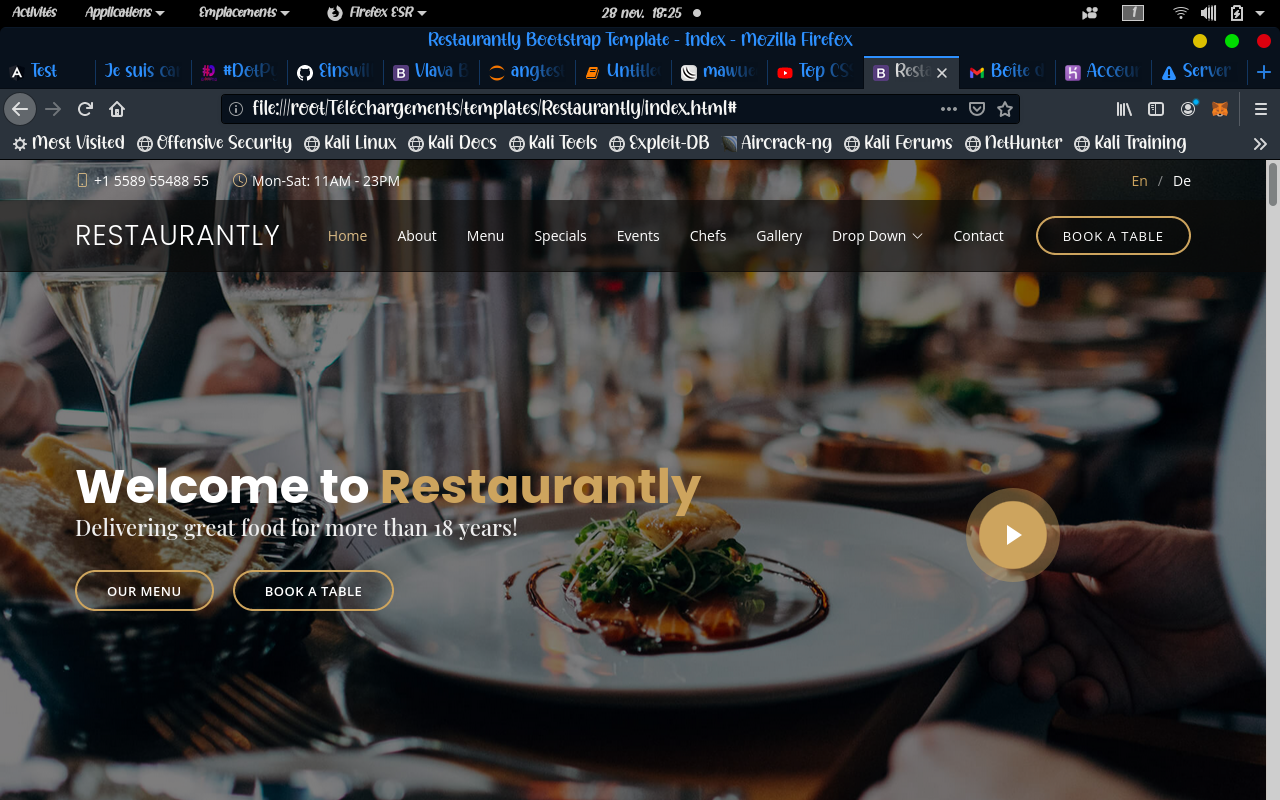 Activités Applications Emplacements Firefox ESR 28 nov. 18:25 1
Restaurantly Bootstrap Template - Index - Mozilla Firefox
Test Je suis ca #DotP Einswi Vlava B angtes Untitle mawu Top CS Resta Boîte d Accou Server
file:///root/Téléchargements/templates/Restaurantly/index.html#
Most Visited Offensive Security Kali Linux Kali Docs Kali Tools Exploit-DB Aircrack-ng Kali Forums NetHunter Kali Training
+1 5589 55488 55 Mon-Sat: 11AM - 23PM En / De
RESTAURANTLY Home About Menu Specials Events Chefs Gallery Drop Down Contact BOOK A TABLE
Welcome to Restaurantly
Delivering great food for more than 18 years!
OUR MENU BOOK A TABLE